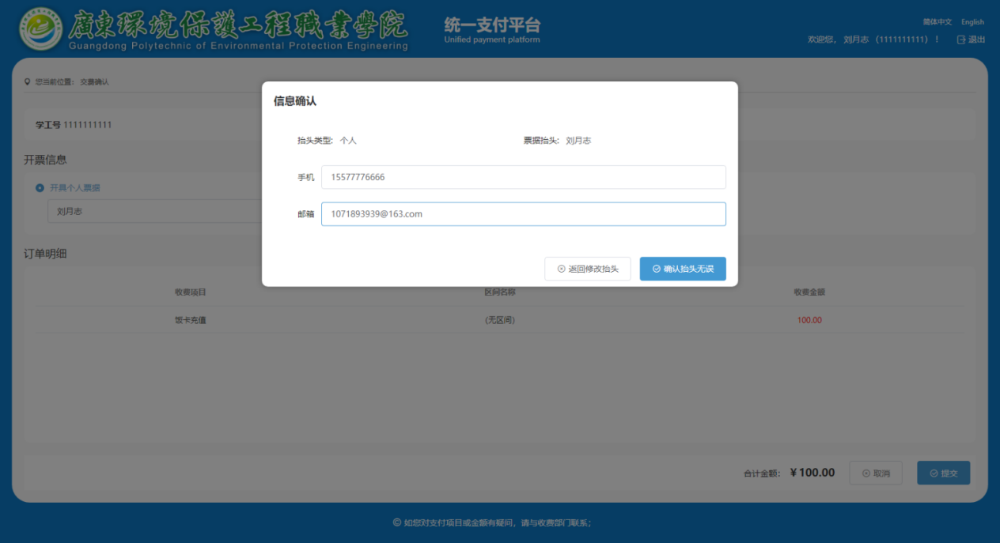 廣東環境保護工程職業學院
Guangdong Polytechnic of Environmental Protection Engineering
统一支付平台
Unified payment platform
简体中文 English
欢迎您, 刘月志 (1111111111) ! 退出
您当前位置: 交费确认
学工号 1111111111
开票信息
开具个人票据
刘月志
信息确认
抬头类型: 个人 票据抬头: 刘月志
手机 15577776666
邮箱 1071893939@163.com
返回修改抬头 确认抬头无误
订单明细
收费项目 区间名称 收费金额
饭卡充值 (无区间) 100.00
合计金额: ¥100.00 取消 提交
© 如您对支付项目或金额有疑问, 请与收费部门联系;